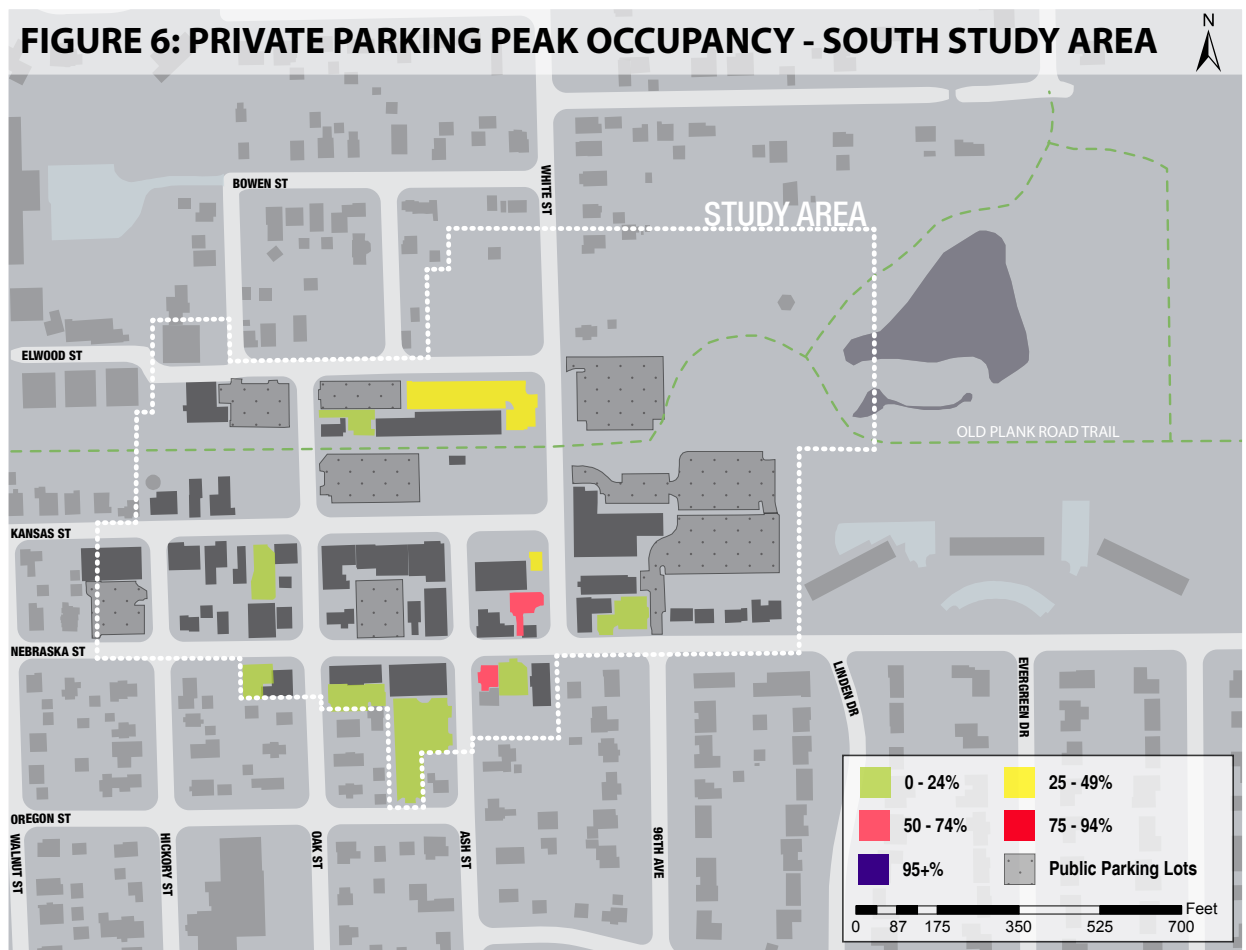 FIGURE 6: PRIVATE PARKING PEAK OCCUPANCY - SOUTH STUDY AREA
N
BOWEN ST
WHITE ST
STUDY AREA
ELWOOD ST
OLD PLANK ROAD TRAIL
KANSAS ST
NEBRASKA ST
LINDEN DR
EVERGREEN DR
OREGON ST
WALNUT ST
HICKORY ST
OAK ST
ASH ST
96TH AVE
0 - 24%
25 - 49%
50 - 74%
75 - 94%
95+%
Public Parking Lots
Feet
0 87 175 350 525 700